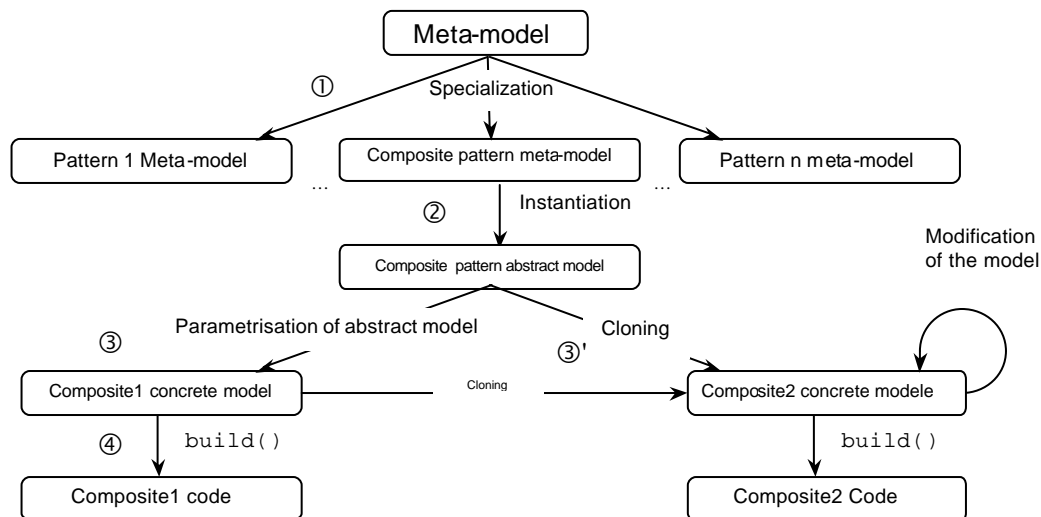 Meta-model
①
Specialization
Pattern 1 Meta-model
Composite pattern meta-model
Pattern n meta-model
...
...
②
Instantiation
Composite pattern abstract model
Modification
of the model
Parametrisation of abstract model
Cloning
③
③'
Composite1 concrete model
Cloning
Composite2 concrete modele
④
build()
build()
Composite1 code
Composite2 Code